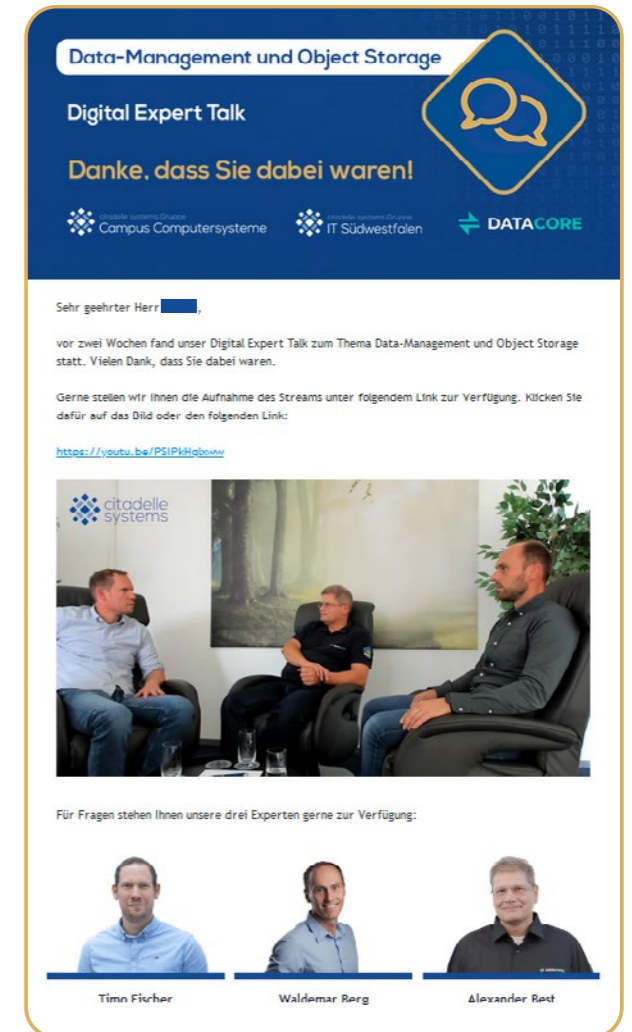 Data-Management und Object Storage
Digital Expert Talk
Danke, dass Sie dabei waren!
citadelle systems Gruppe
Campus Computersysteme
citadelle systems Gruppe
IT Südwestfalen
DATACORE
Sehr geehrter Herr ,
vor zwei Wochen fand unser Digital Expert Talk zum Thema Data-Management und Object Storage
statt. Vielen Dank, dass Sie dabei waren.
Gerne stellen wir Ihnen die Aufnahme des Streams unter folgendem Link zur Verfügung. Klicken Sie
dafür auf das Bild oder den folgenden Link:
citadelle
systems
Für Fragen stehen Ihnen unsere drei Experten gerne zur Verfügung:
Timo Fischer
Waldemar Berg
Alexander Best